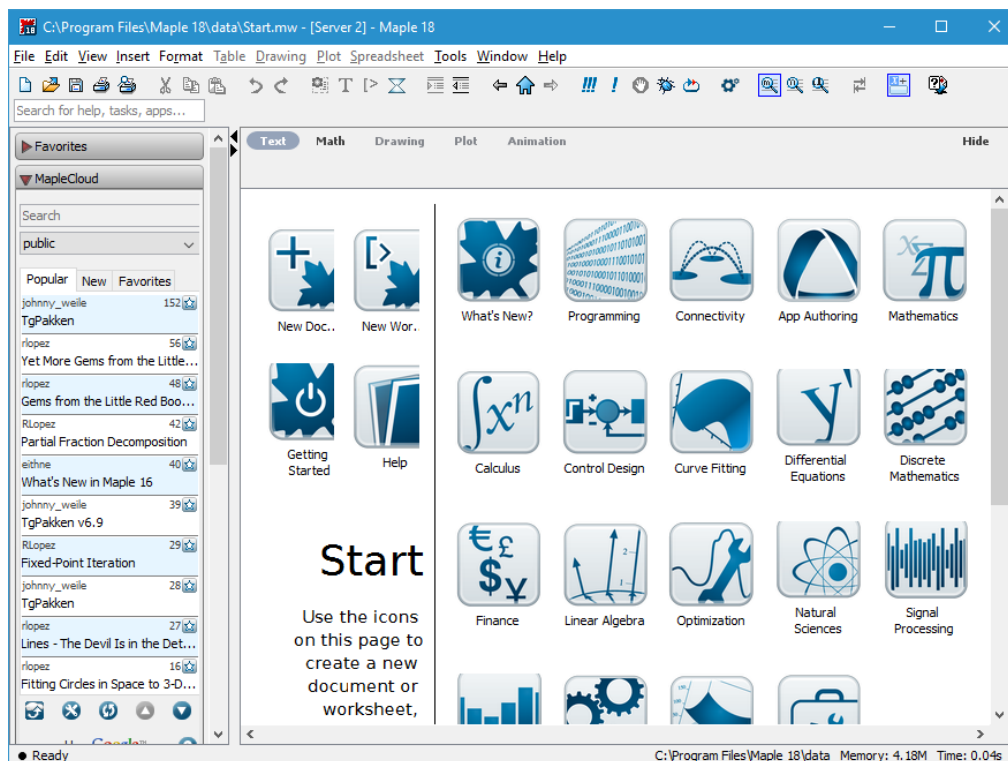 C:\Program Files\Maple 18\data\Start.mw - [Server 2] - Maple 18
File Edit View Insert Format Table Drawing Plot Spreadsheet Tools Window Help
Search for help, tasks, apps...
Favorites
MapleCloud
Search
public
Popular New Favorites
johnny_weile 152
TgPakken
rlopez 56
Yet More Gems from the Little...
rlopez 48
Gems from the Little Red Boo...
RLopez 42
Partial Fraction Decomposition
eithne 40
What's New in Maple 16
johnny_weile 39
TgPakken v6.9
RLopez 29
Fixed-Point Iteration
johnny_weile 28
TgPakken
rlopez 27
Lines - The Devil Is in the Det...
rlopez 16
Fitting Circles in Space to 3-D...
Text Math Drawing Plot Animation Hide
New Doc.. New Wor..
Getting
Started
Help
Start
Use the icons
on this page to
create a new
document or
worksheet,
What's New? Programming Connectivity App Authoring Mathematics
Calculus Control Design Curve Fitting Differential
Equations
Discrete
Mathematics
Finance Linear Algebra Optimization Natural
Sciences
Signal
Processing
Ready
C:\Program Files\Maple 18\data Memory: 4.18M Time: 0.04s